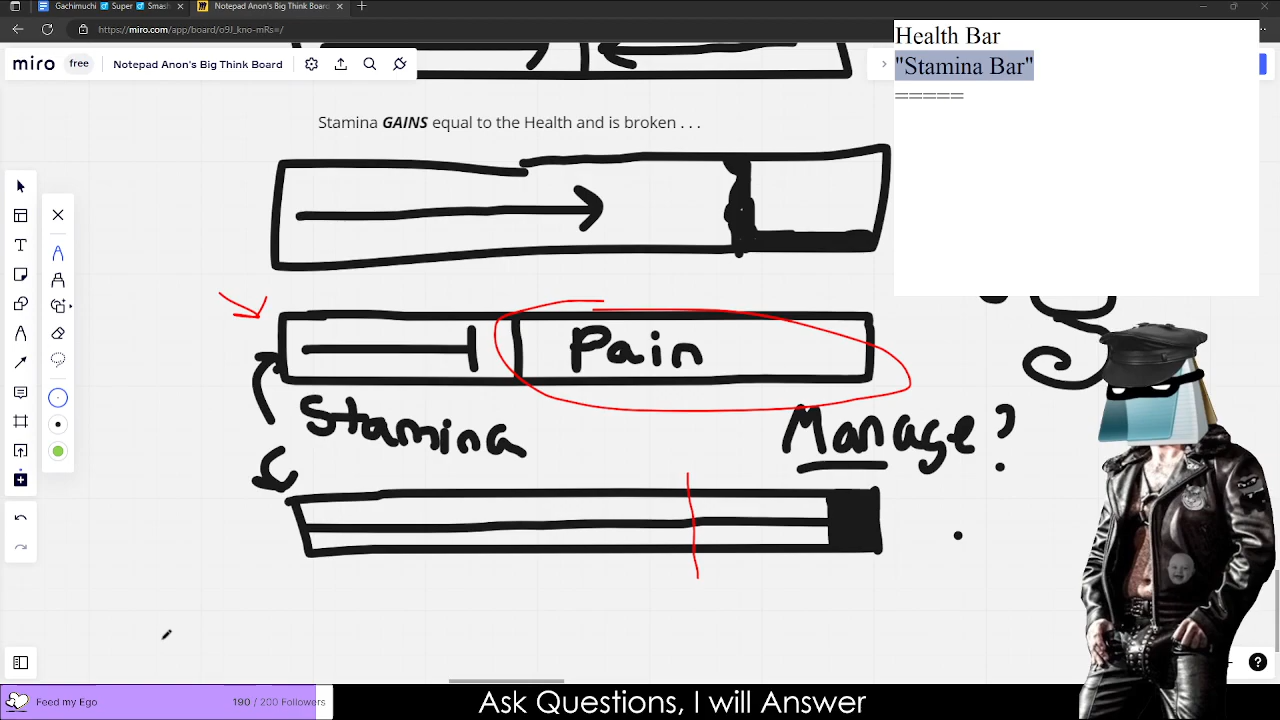 Gachimuchi 🔱 Super 🔱 Smash
Notepad Anon's Big Think Board
https://miro.com/app/board/o9J_kno-mRs=/
miro
free
Notepad Anon's Big Think Board
Health Bar
"Stamina Bar"
=====
Stamina GAINS equal to the Health and is broken . . .
Pain
Stamina
Manage?
Feed my Ego
190 / 200 Followers
Ask Questions, I will Answer